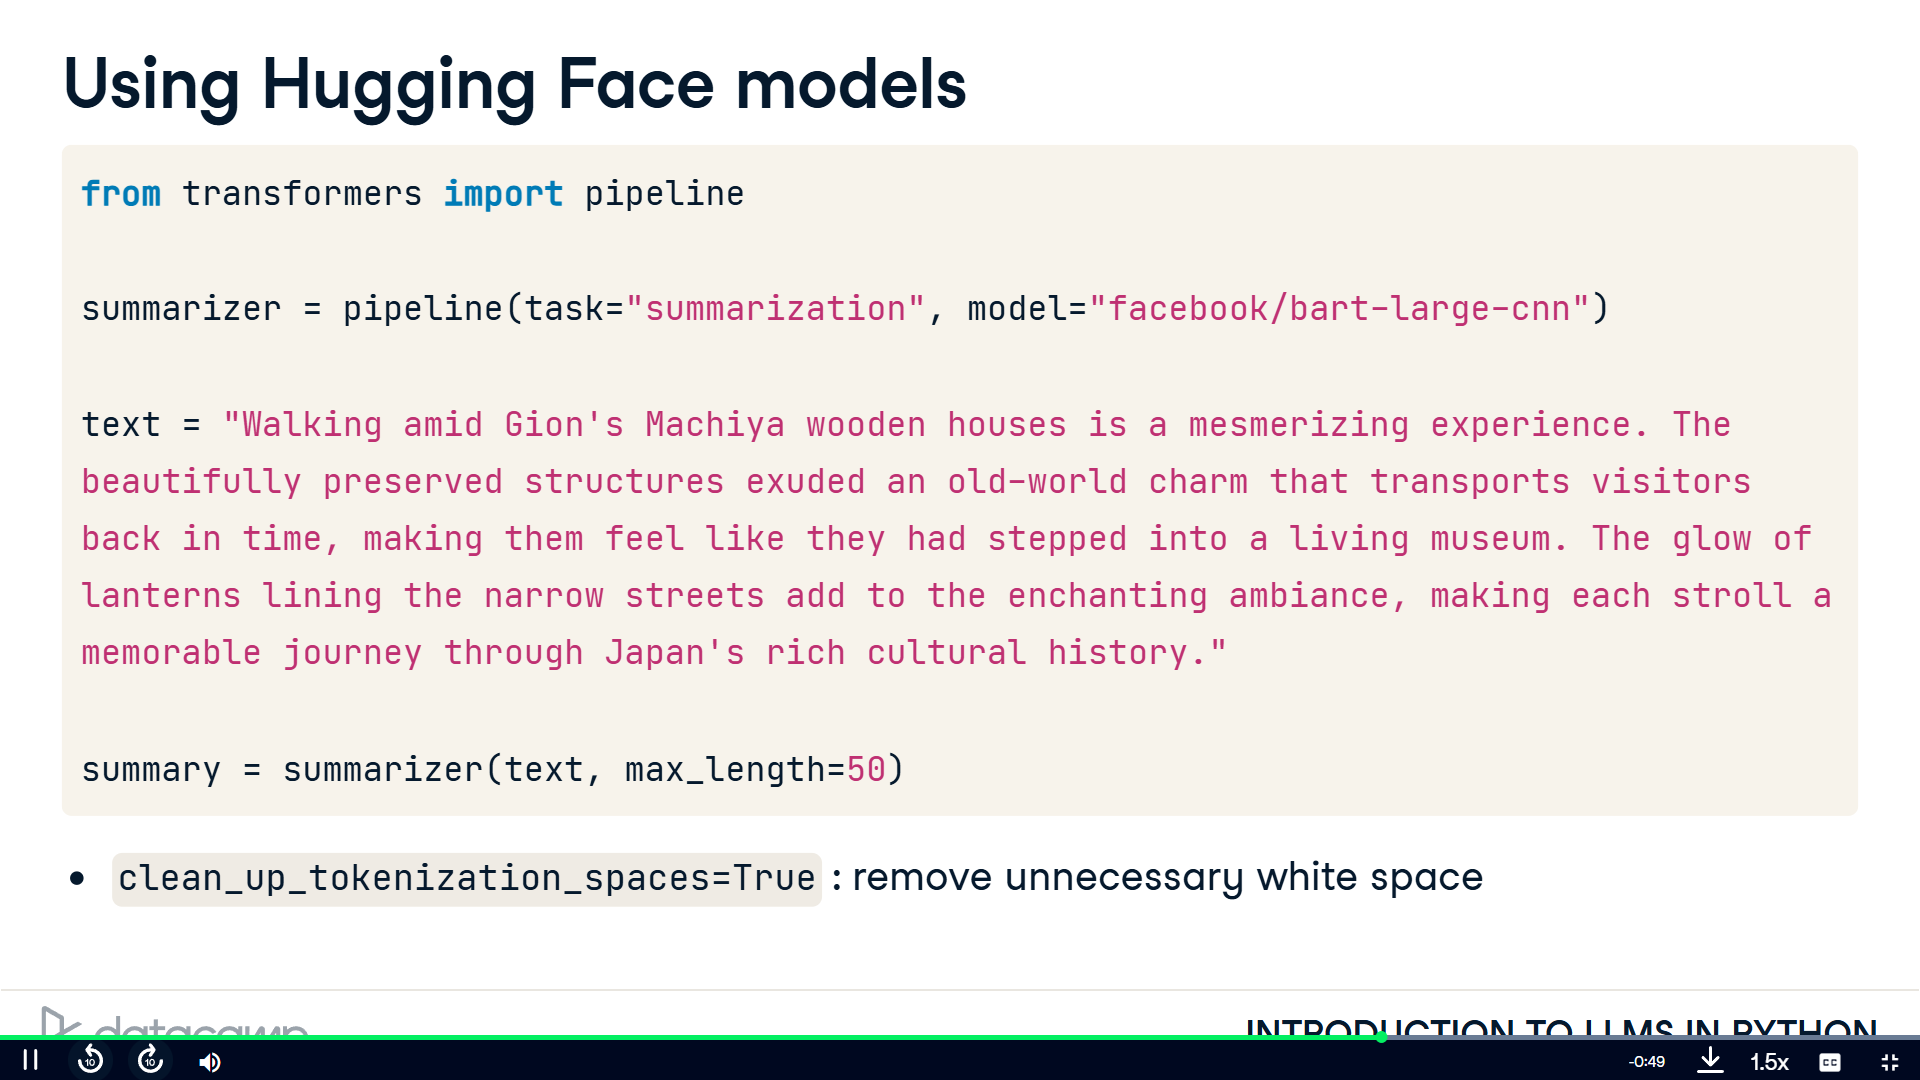 Using Hugging Face models
from transformers import pipeline
summarizer = pipeline(task="summarization", model="facebook/bart-large-cnn")
text = "Walking amid Gion's Machiya wooden houses is a mesmerizing experience. The
beautifully preserved structures exuded an old-world charm that transports visitors
back in time, making them feel like they had stepped into a living museum. The glow of
lanterns lining the narrow streets add to the enchanting ambiance, making each stroll a
memorable journey through Japan's rich cultural history."
summary = summarizer(text, max_length=50)
• clean_up_tokenization_spaces=True : remove unnecessary white space
datacamp
INTRODUCTION TO LLMS IN PYTHON
10 10 -0:49 1.5x CC